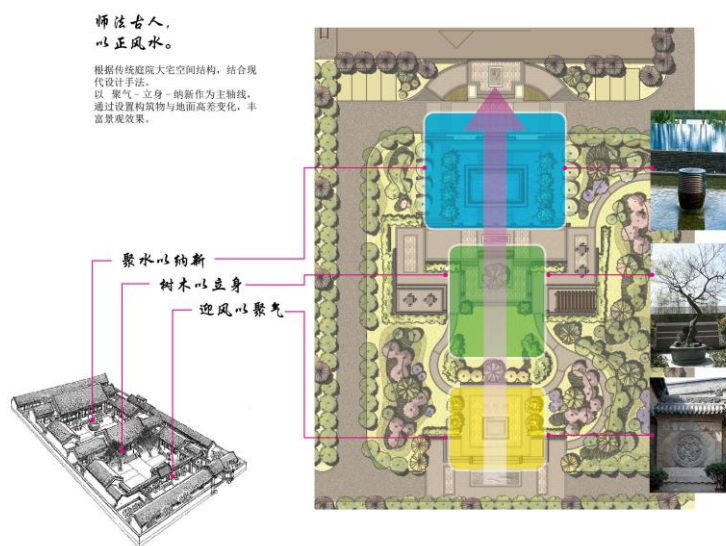 师法古人,
以正风水。
根据传统庭院大宅空间结构，结合现
代设计手法。
以 聚气－立身－纳新作为主轴线，
通过设置构筑物与地面高差变化，丰
富景观效果。
聚水以纳新
树木以立身
迎风以聚气